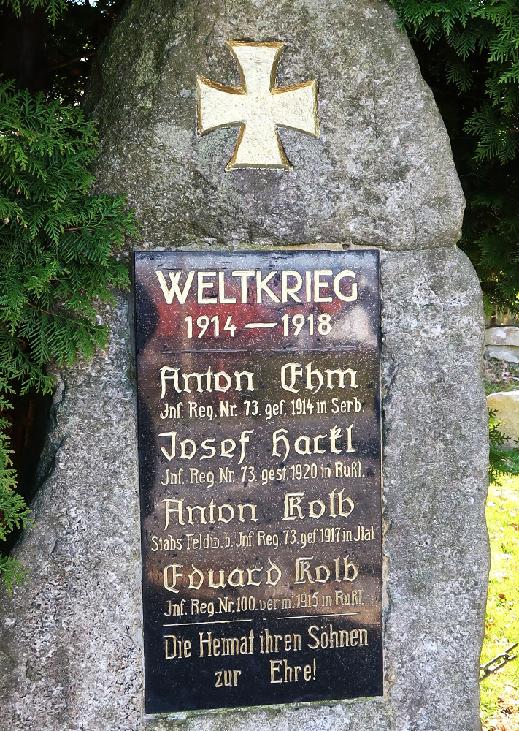 WELTKRIEG
1914 — 1918
Anton Ehm
Inf Reg. Nr. 73. gef. 1914 in Serb.
Josef Hackl
Inf. Reg. Nr. 73. gest. 1920 in Rußl.
Anton Kolb
Stabs Feldw. b. Inf Reg. 73. gef. 1917 in Ital
Eduard Kolb
Inf. Reg. Nr. 100. verm. 1915 in Rußl.
Die Heimat ihren Söhnen
zur Ehre!